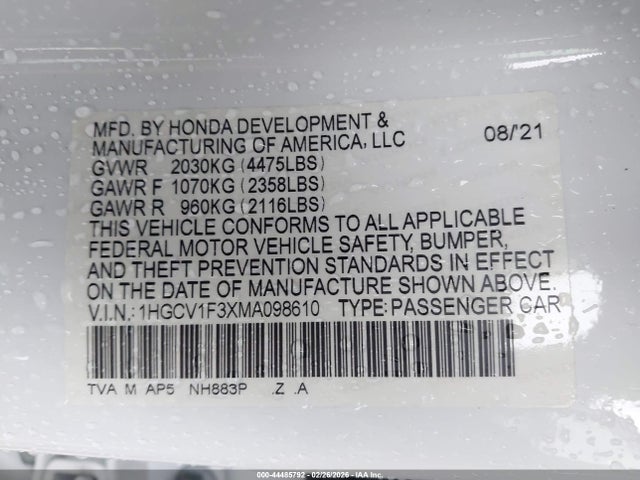 MFD. BY HONDA DEVELOPMENT &
MANUFACTURING OF AMERICA, LLC 08/'21
GVWR 2030KG (4475LBS)
GAWR F 1070KG (2358LBS)
GAWR R 960KG (2116LBS)
THIS VEHICLE CONFORMS TO ALL APPLICABLE
FEDERAL MOTOR VEHICLE SAFETY, BUMPER,
AND THEFT PREVENTION STANDARDS IN EFFECT
ON THE DATE OF MANUFACTURE SHOWN ABOVE.
V.I.N.: 1HGCV1F3XMA098610 TYPE: PASSENGER CAR
TVA M AP5 NH883P .Z .A
000-44485792 - 02/26/2026 - IAA Inc.